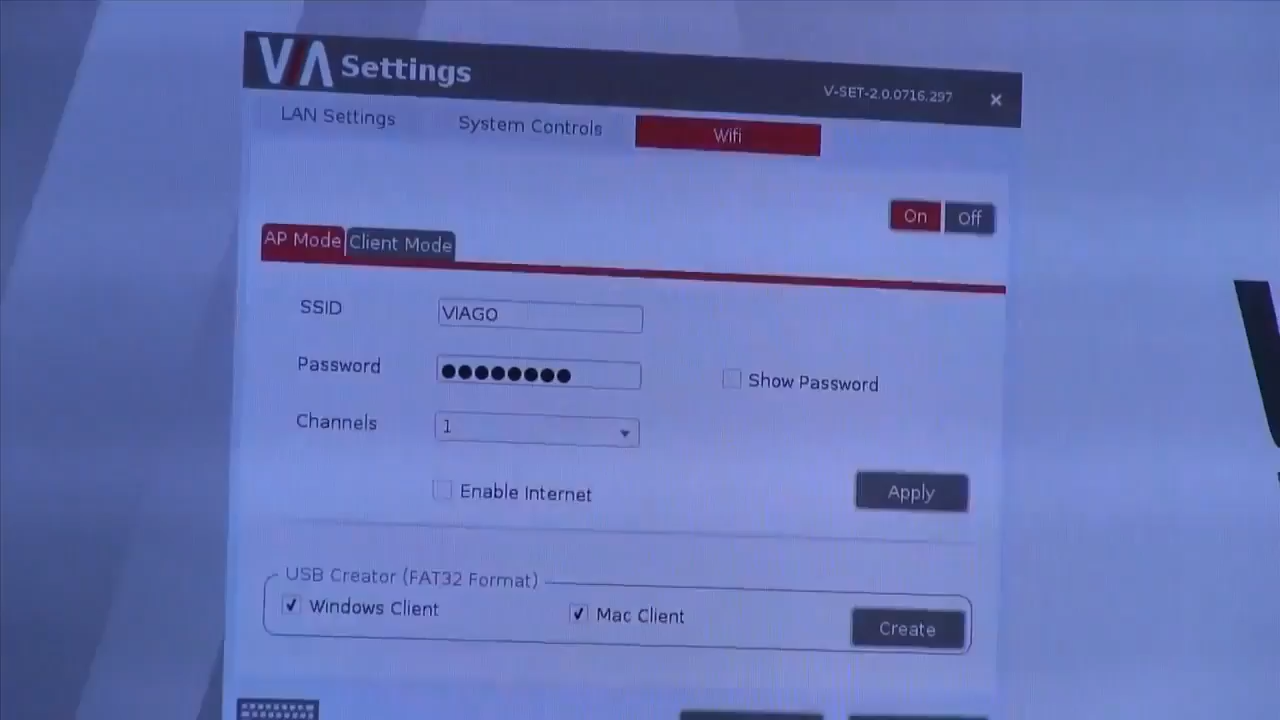 VIA Settings
V-SET-2.0.0716.297
LAN Settings System Controls Wifi
On Off
AP Mode Client Mode
SSID VIAGO
Password ●●●●●●●● Show Password
Channels 1
Enable Internet Apply
USB Creator (FAT32 Format)
Windows Client Mac Client Create